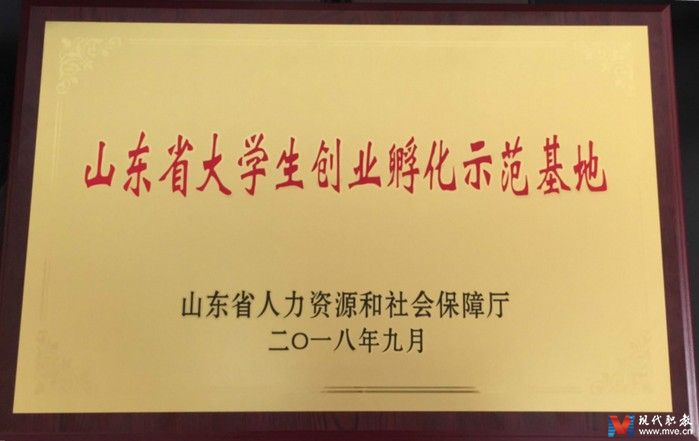 山东省大学生创业孵化示范基地
山东省人力资源和社会保障厅
二〇一八年九月
现代职教
www.mve.cn